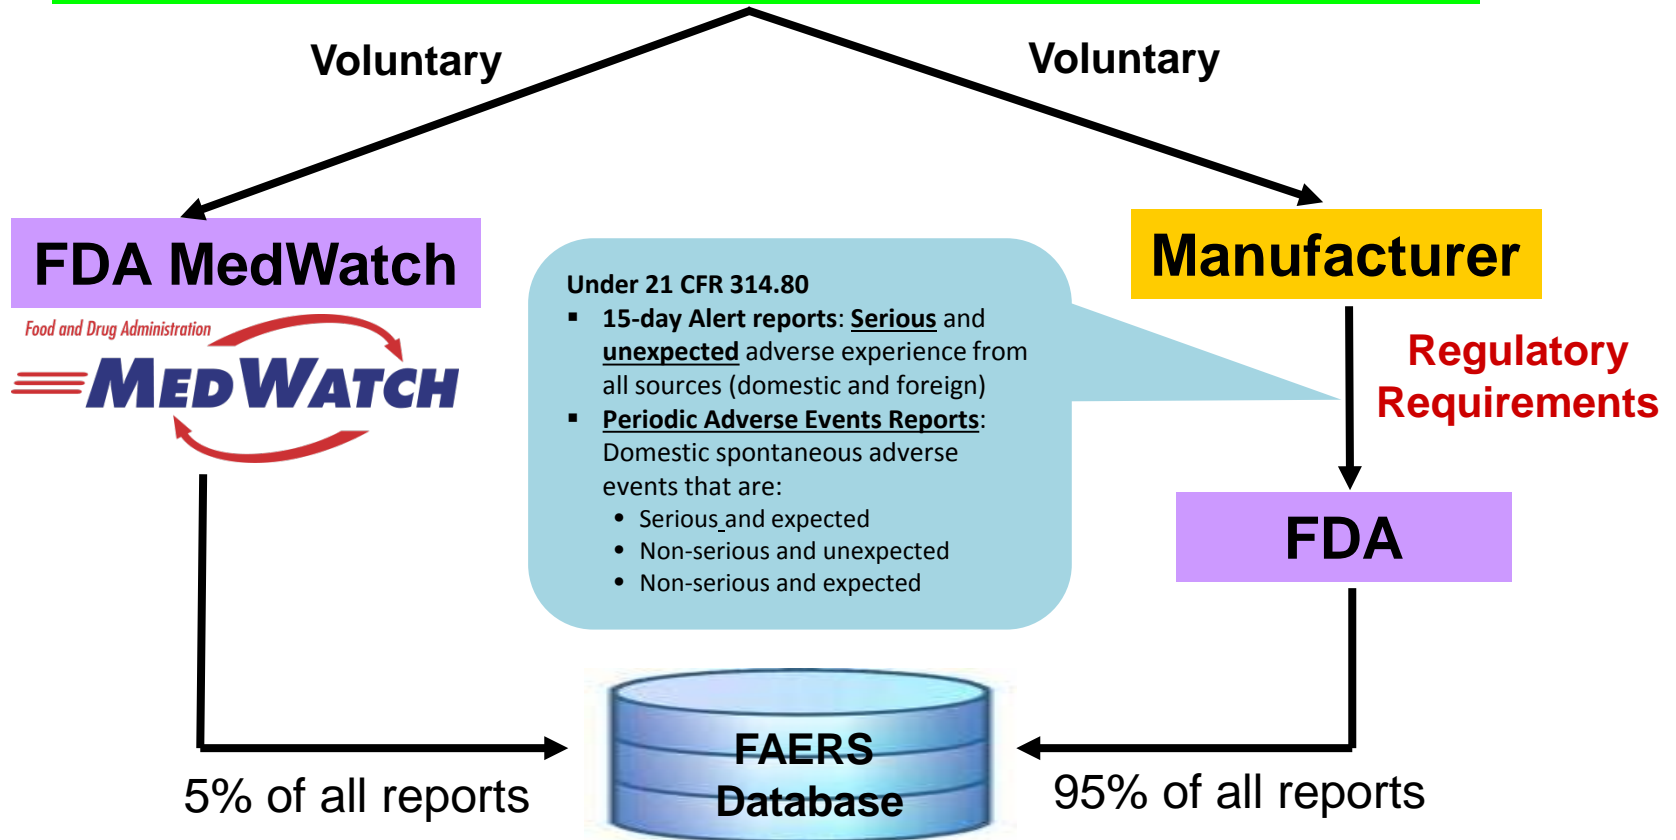 Voluntary
Voluntary
FDA MedWatch
Manufacturer
Food and Drug Administration
MEDWATCH
Under 21 CFR 314.80
▪ 15-day Alert reports: Serious and
unexpected adverse experience from
all sources (domestic and foreign)
▪ Periodic Adverse Events Reports:
Domestic spontaneous adverse
events that are:
• Serious and expected
• Non-serious and unexpected
• Non-serious and expected
Regulatory
Requirements
FDA
FAERS
Database
5% of all reports
95% of all reports